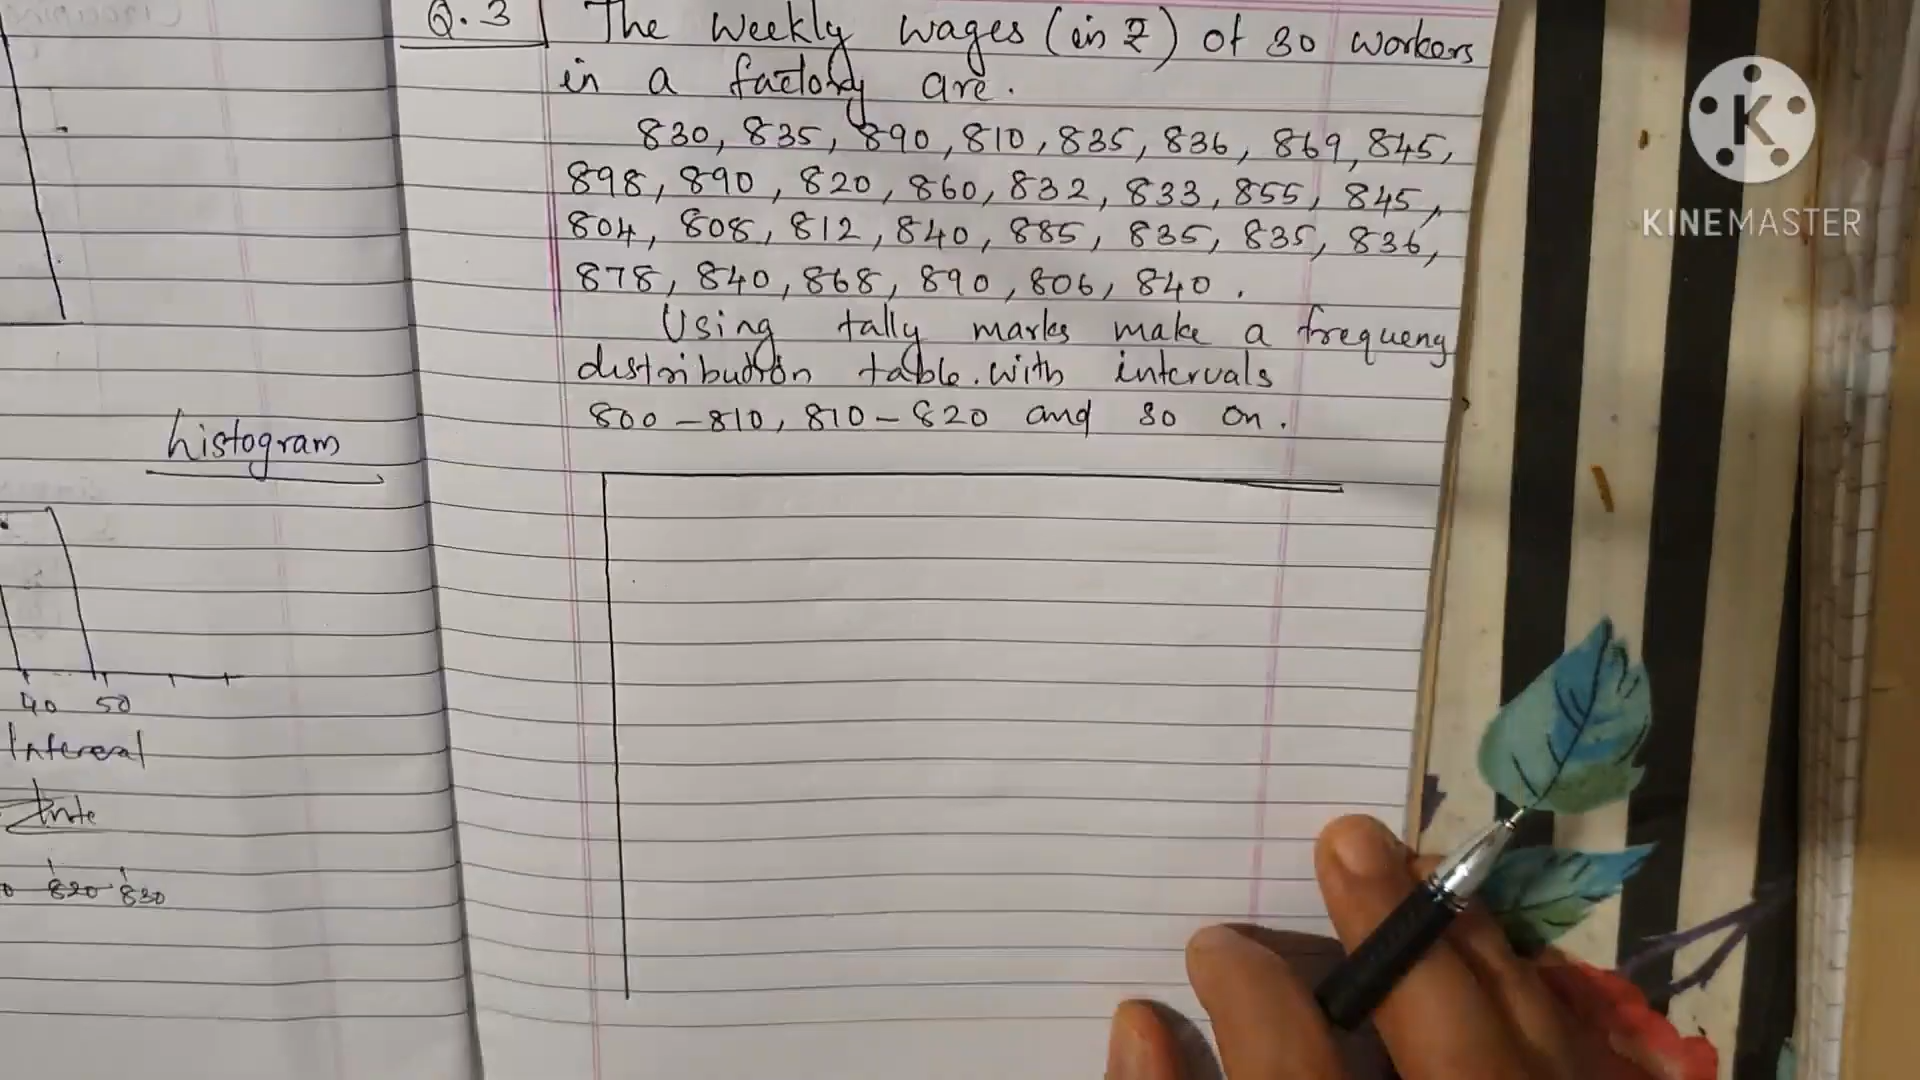 histogram
40 50
Interval
820 830
Q.3 The weekly wages (in ₹) of 30 workers
in a factory are.
830, 835, 890, 810, 835, 836, 869, 845,
898, 890, 820, 860, 832, 833, 855, 845,
804, 808, 812, 840, 885, 835, 835, 836,
878, 840, 868, 890, 806, 840.
Using tally marks make a frequency
distribution table. with intervals
800-810, 810-820 and so on.
K
KINEMASTER